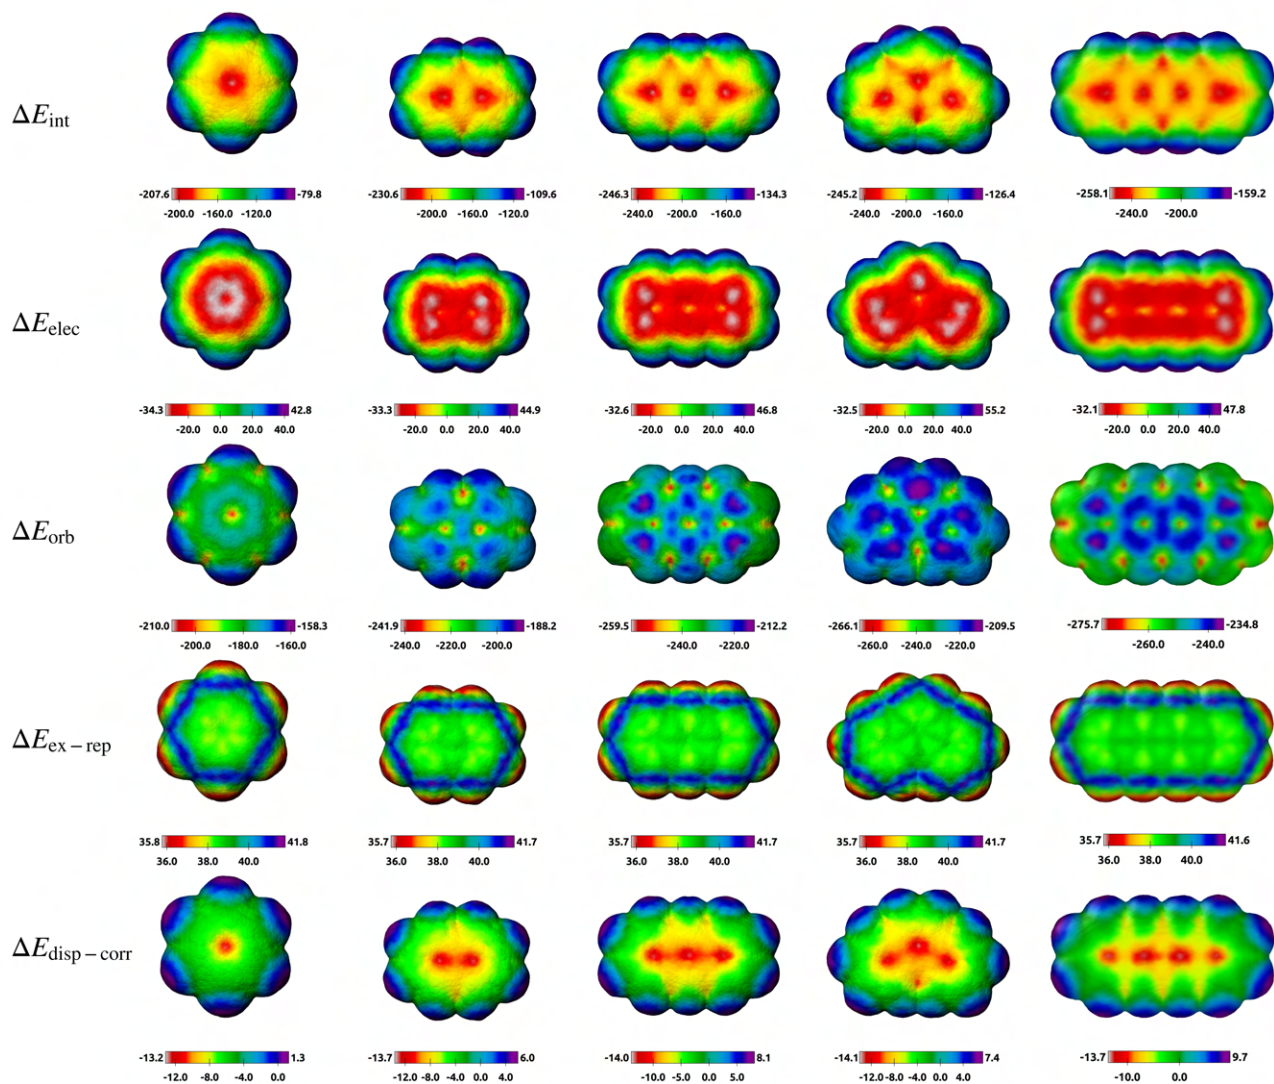 ΔE_int
-207.6 -79.8 -230.6 -109.6 -246.3 -134.3 -245.2 -126.4 -258.1 -159.2
-200.0 -160.0 -120.0 -200.0 -160.0 -120.0 -240.0 -200.0 -160.0 -240.0 -200.0 -160.0 -240.0 -200.0
ΔE_elec
-34.3 42.8 -33.3 44.9 -32.6 46.8 -32.5 55.2 -32.1 47.8
-20.0 0.0 20.0 40.0 -20.0 0.0 20.0 40.0 -20.0 0.0 20.0 40.0 -20.0 0.0 20.0 40.0 -20.0 0.0 20.0 40.0
ΔE_orb
-210.0 -158.3 -241.9 -188.2 -259.5 -212.2 -266.1 -209.5 -275.7 -234.8
-200.0 -180.0 -160.0 -240.0 -220.0 -200.0 -240.0 -220.0 -260.0 -240.0 -220.0 -260.0 -240.0
ΔE_ex–rep
35.8 41.8 35.7 41.7 35.7 41.7 35.7 41.7 35.7 41.6
36.0 38.0 40.0 36.0 38.0 40.0 36.0 38.0 40.0 36.0 38.0 40.0 36.0 38.0 40.0
ΔE_disp–corr
-13.2 1.3 -13.7 6.0 -14.0 8.1 -14.1 7.4 -13.7 9.7
-12.0 -8.0 -4.0 0.0 -12.0 -8.0 -4.0 0.0 4.0 -10.0 -5.0 0.0 5.0 -12.0 -8.0 -4.0 0.0 4.0 -10.0 0.0